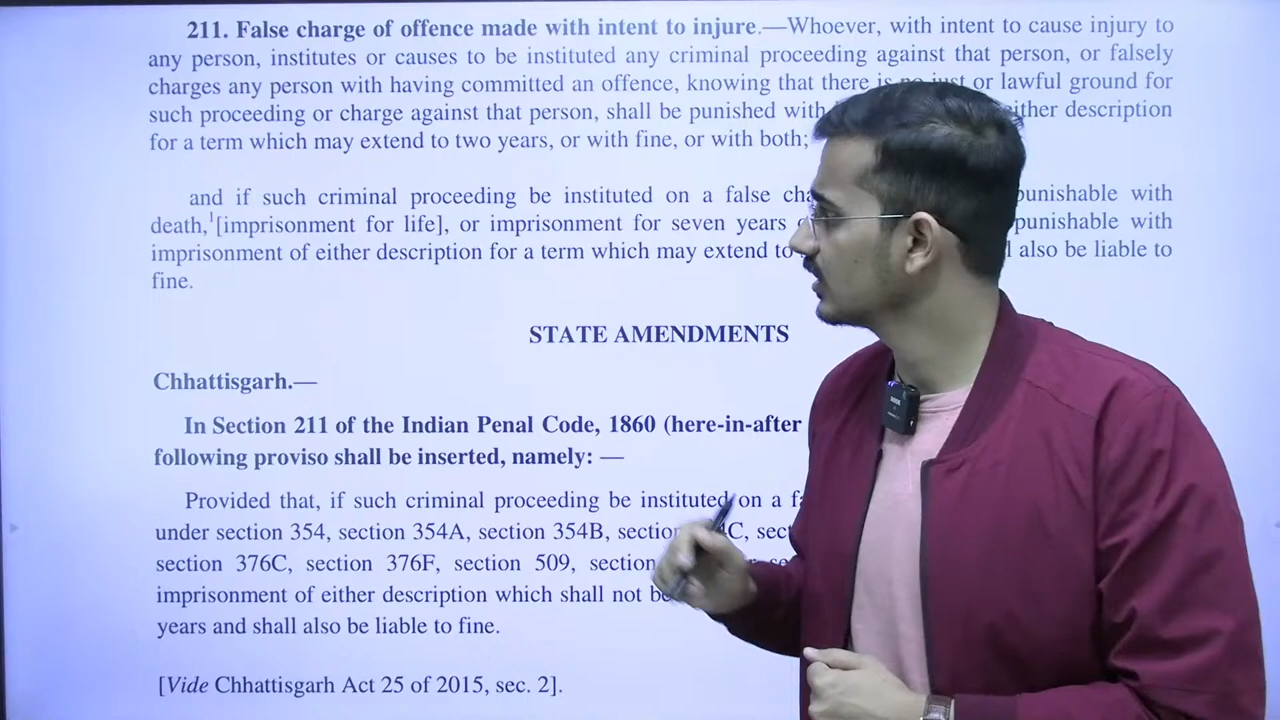 211. False charge of offence made with intent to injure.—Whoever, with intent to cause injury to
any person, institutes or causes to be instituted any criminal proceeding against that person, or falsely
charges any person with having committed an offence, knowing that there is no just or lawful ground for
such proceeding or charge against that person, shall be punished with either description
for a term which may extend to two years, or with fine, or with both;
and if such criminal proceeding be instituted on a false punishable with
death,1[imprisonment for life], or imprisonment for seven years punishable with
imprisonment of either description for a term which may extend to also be liable to
fine.
STATE AMENDMENTS
Chhattisgarh.—
In Section 211 of the Indian Penal Code, 1860 (here-in-after
following proviso shall be inserted, namely: —
Provided that, if such criminal proceeding be instituted on a
under section 354, section 354A, section 354B, section
section 376C, section 376F, section 509, section
imprisonment of either description which shall not be
years and shall also be liable to fine.
[Vide Chhattisgarh Act 25 of 2015, sec. 2].